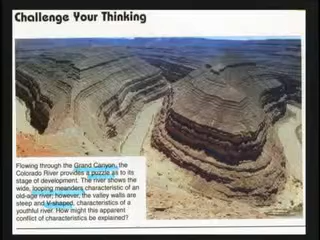 Challenge Your Thinking
Flowing through the Grand Canyon, the
Colorado River provides a puzzle as to its
stage of development. The river shows the
wide, looping meanders characteristic of an
old-age river; however, the valley walls are
steep and V-shaped, characteristics of a
youthful river. How might this apparent
conflict of characteristics be explained?